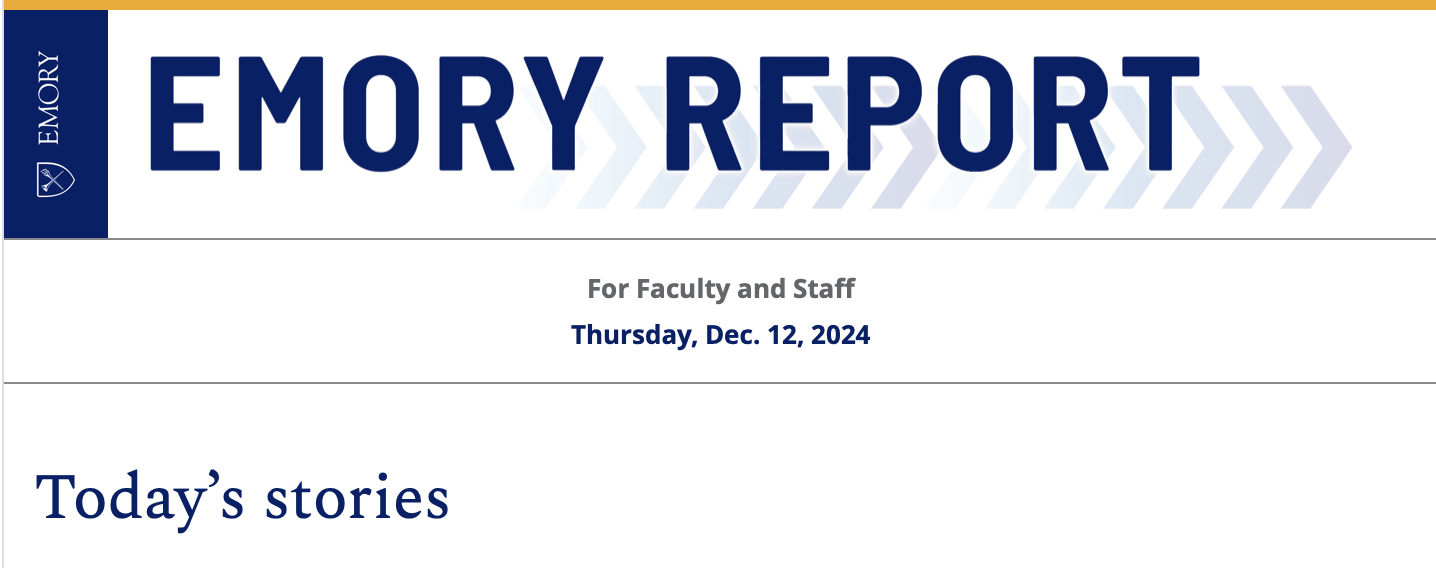 EMORY
EMORY REPORT
For Faculty and Staff
Thursday, Dec. 12, 2024
Today’s stories